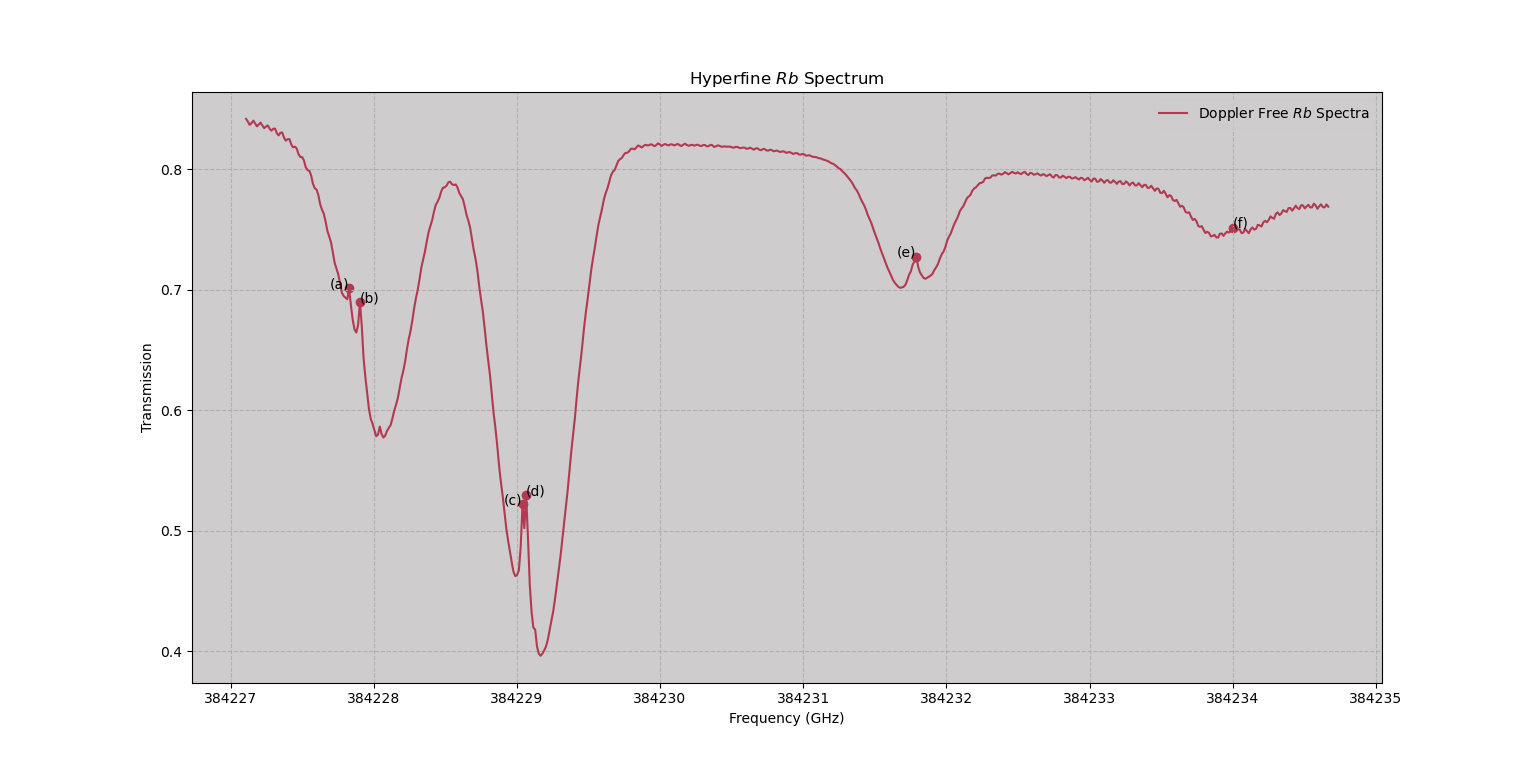 Hyperfine Rb Spectrum
Doppler Free Rb Spectra
Transmission
0.8
0.7
0.6
0.5
0.4
(a)
(b)
(c)
(d)
(e)
(f)
384227 384228 384229 384230 384231 384232 384233 384234 384235
Frequency (GHz)